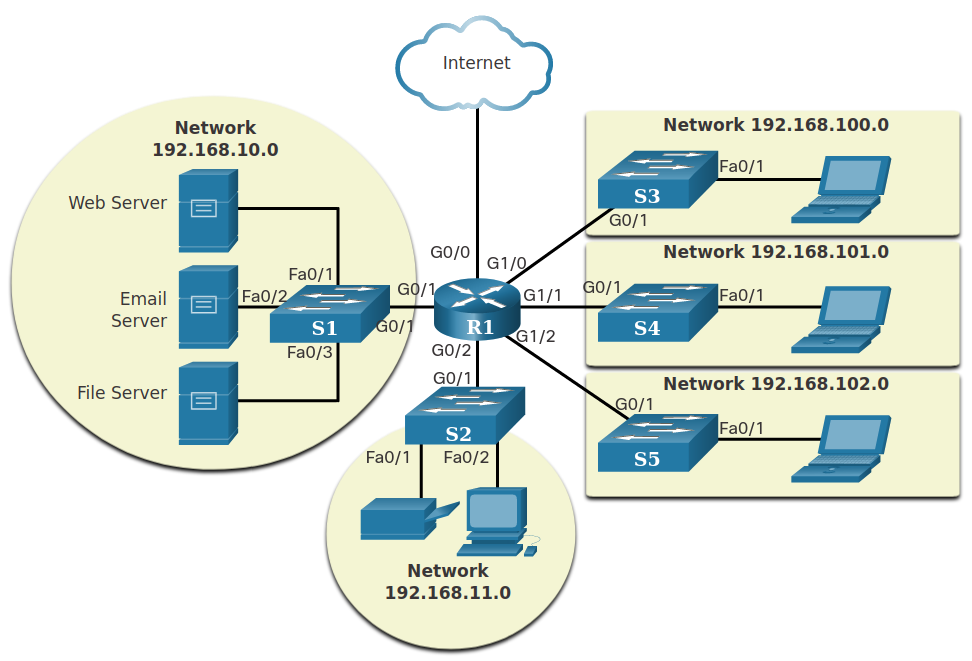 Internet
Network
192.168.10.0
Web Server
Email
Server
File Server
Fa0/1
Fa0/2
Fa0/3
S1
G0/1
G0/1
G0/0
G1/0
G1/1
G1/2
G0/2
R1
G0/1
S2
Fa0/1
Fa0/2
Network
192.168.11.0
Network 192.168.100.0
S3
Fa0/1
G0/1
Network 192.168.101.0
G0/1
S4
Fa0/1
Network 192.168.102.0
G0/1
S5
Fa0/1